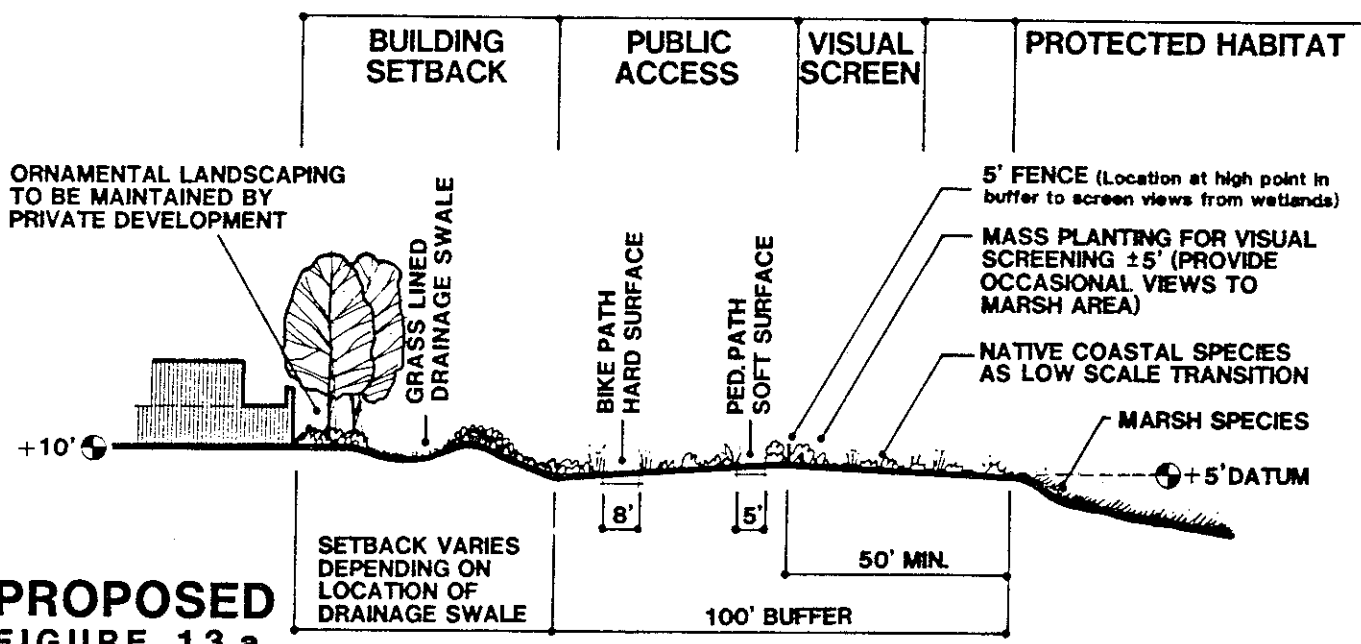 BUILDING
SETBACK
PUBLIC
ACCESS
VISUAL
SCREEN
PROTECTED HABITAT
ORNAMENTAL LANDSCAPING
TO BE MAINTAINED BY
PRIVATE DEVELOPMENT
GRASS LINED
DRAINAGE SWALE
BIKE PATH
HARD SURFACE
PED. PATH
SOFT SURFACE
5' FENCE (Location at high point in
buffer to screen views from wetlands)
MASS PLANTING FOR VISUAL
SCREENING ±5' (PROVIDE
OCCASIONAL VIEWS TO
MARSH AREA)
NATIVE COASTAL SPECIES
AS LOW SCALE TRANSITION
MARSH SPECIES
+10'
+5' DATUM
8'
5'
SETBACK VARIES
DEPENDING ON
LOCATION OF
DRAINAGE SWALE
50' MIN.
100' BUFFER
PROPOSED
FIGURE 13a